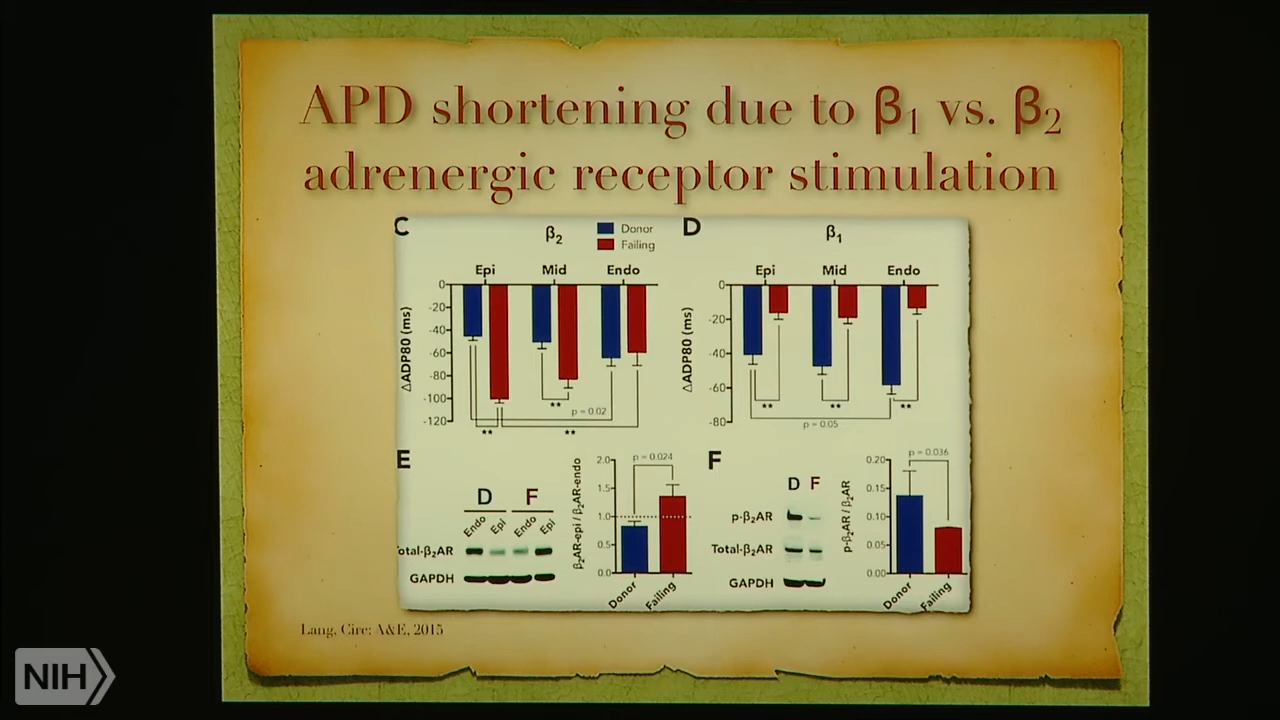 APD shortening due to β₁ vs. β₂
adrenergic receptor stimulation
C
β₂
Donor
Failing
Epi
Mid
Endo
ΔADP80 (ms)
0
-20
-40
-60
-80
-100
-120
**
**
p = 0.02
**
D
β₁
Epi
Mid
Endo
ΔADP80 (ms)
0
-20
-40
-60
-80
**
**
**
p = 0.05
E
D
F
Endo
Epi
Endo
Epi
Total-β₂AR
GAPDH
β₂AR-epi / β₂AR-endo
2.0
1.5
1.0
0.5
0.0
p = 0.024
Donor
Failing
F
D F
p-β₂AR
Total-β₂AR
GAPDH
p-β₂AR / β₂AR
0.20
0.15
0.10
0.05
0.00
p = 0.036
Donor
Failing
Lang, Circ: A&E, 2015
NIH